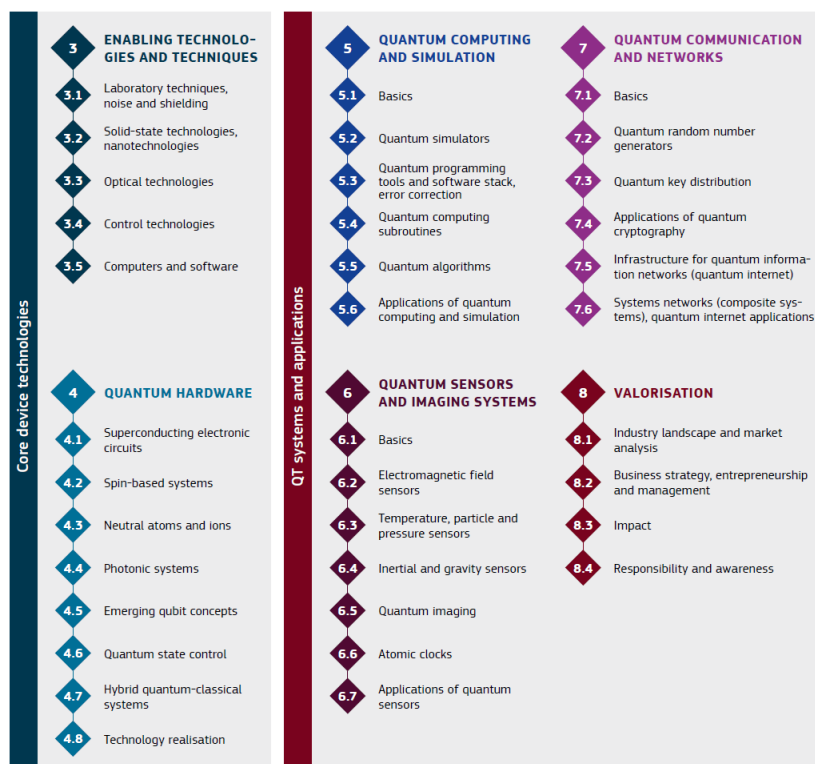 Core device technologies
3
ENABLING TECHNOLO-
GIES AND TECHNIQUES
3.1
Laboratory techniques,
noise and shielding
3.2
Solid-state technologies,
nanotechnologies
3.3
Optical technologies
3.4
Control technologies
3.5
Computers and software
4
QUANTUM HARDWARE
4.1
Superconducting electronic
circuits
4.2
Spin-based systems
4.3
Neutral atoms and ions
4.4
Photonic systems
4.5
Emerging qubit concepts
4.6
Quantum state control
4.7
Hybrid quantum-classical
systems
4.8
Technology realisation
QT systems and applications
5
QUANTUM COMPUTING
AND SIMULATION
5.1
Basics
5.2
Quantum simulators
5.3
Quantum programming
tools and software stack,
error correction
5.4
Quantum computing
subroutines
5.5
Quantum algorithms
5.6
Applications of quantum
computing and simulation
6
QUANTUM SENSORS
AND IMAGING SYSTEMS
6.1
Basics
6.2
Electromagnetic field
sensors
6.3
Temperature, particle and
pressure sensors
6.4
Inertial and gravity sensors
6.5
Quantum imaging
6.6
Atomic clocks
6.7
Applications of quantum
sensors
7
QUANTUM COMMUNICATION
AND NETWORKS
7.1
Basics
7.2
Quantum random number
generators
7.3
Quantum key distribution
7.4
Applications of quantum
cryptography
7.5
Infrastructure for quantum informa-
tion networks (quantum internet)
7.6
Systems networks (composite sys-
tems), quantum internet applications
8
VALORISATION
8.1
Industry landscape and market
analysis
8.2
Business strategy, entrepreneurship
and management
8.3
Impact
8.4
Responsibility and awareness